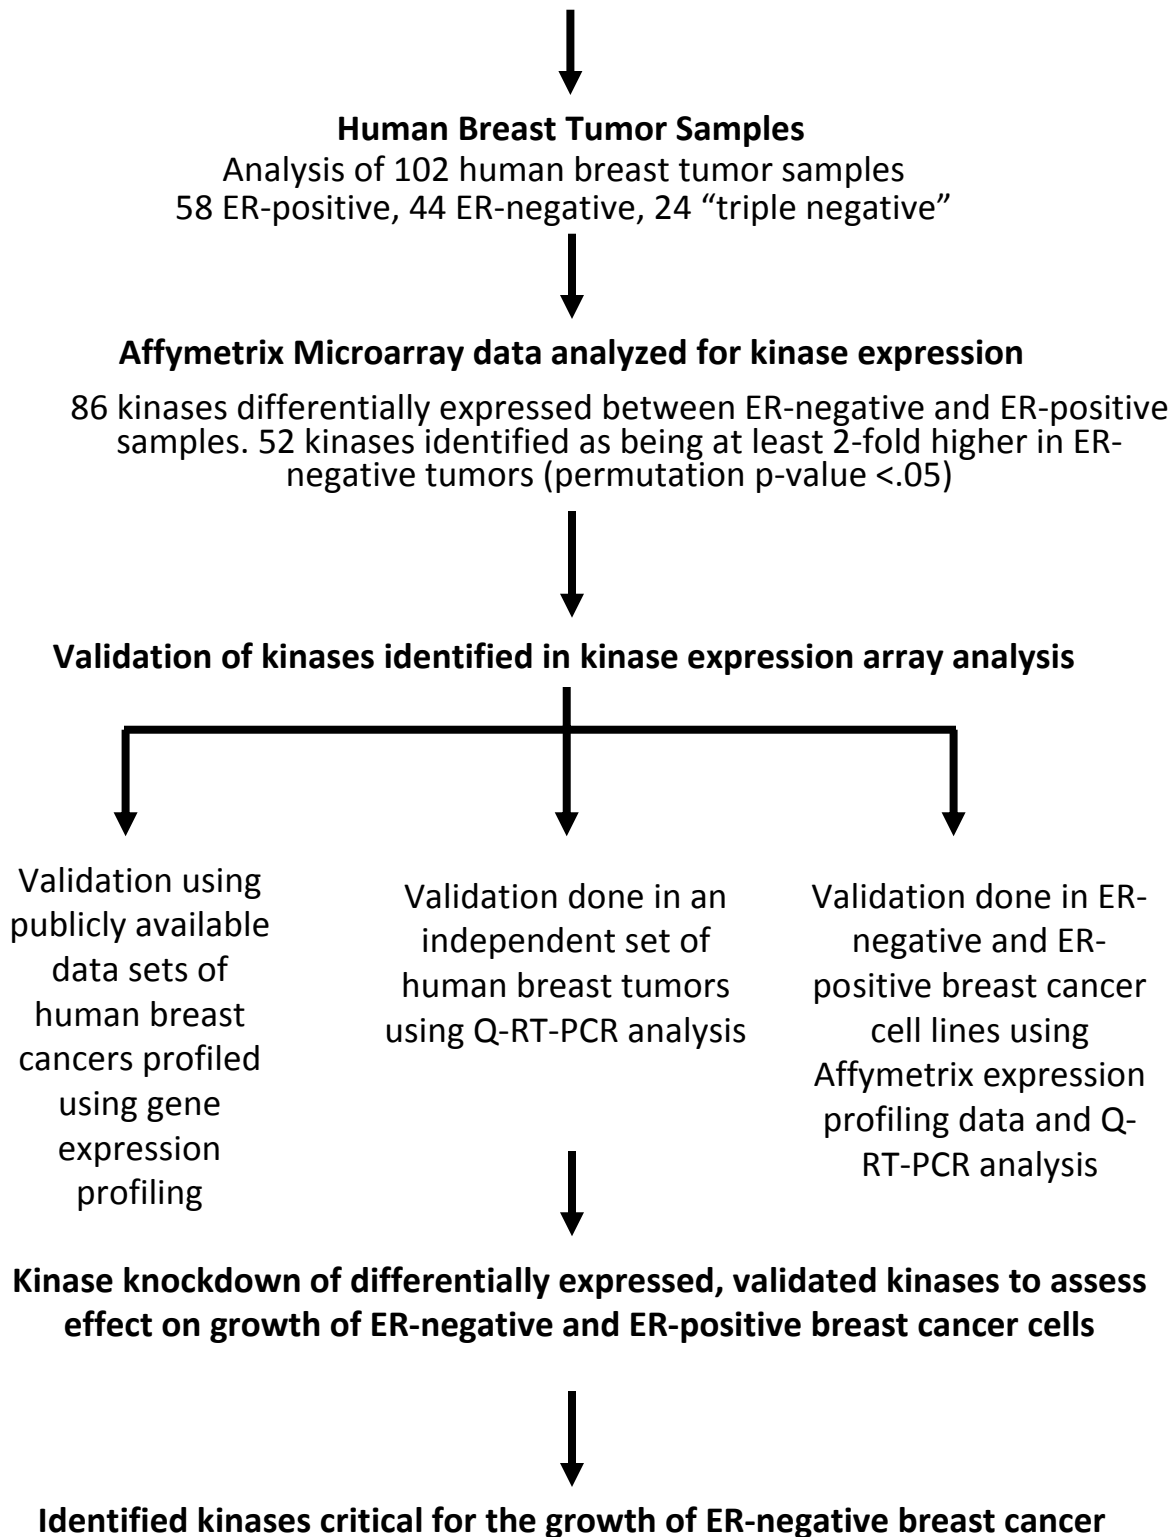 Human Breast Tumor Samples
Analysis of 102 human breast tumor samples
58 ER-positive, 44 ER-negative, 24 “triple negative”
Affymetrix Microarray data analyzed for kinase expression
86 kinases differentially expressed between ER-negative and ER-positive
samples. 52 kinases identified as being at least 2-fold higher in ER-
negative tumors (permutation p-value <.05)
Validation of kinases identified in kinase expression array analysis
Validation using
publicly available
data sets of
human breast
cancers profiled
using gene
expression
profiling
Validation done in an
independent set of
human breast tumors
using Q-RT-PCR analysis
Validation done in ER-
negative and ER-
positive breast cancer
cell lines using
Affymetrix expression
profiling data and Q-
RT-PCR analysis
Kinase knockdown of differentially expressed, validated kinases to assess
effect on growth of ER-negative and ER-positive breast cancer cells
Identified kinases critical for the growth of ER-negative breast cancer